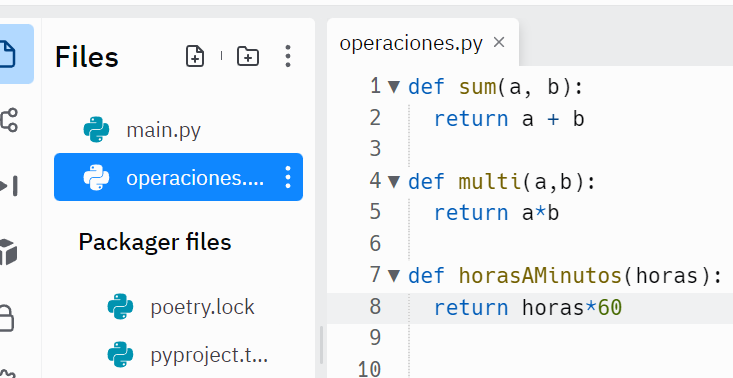 Files
main.py
operaciones....
Packager files
poetry.lock
pyproject.t...
operaciones.py ×
1 def sum(a, b):
2 return a + b
3
4 def multi(a,b):
5 return a*b
6
7 def horasAMinutos(horas):
8 return horas*60
9
10